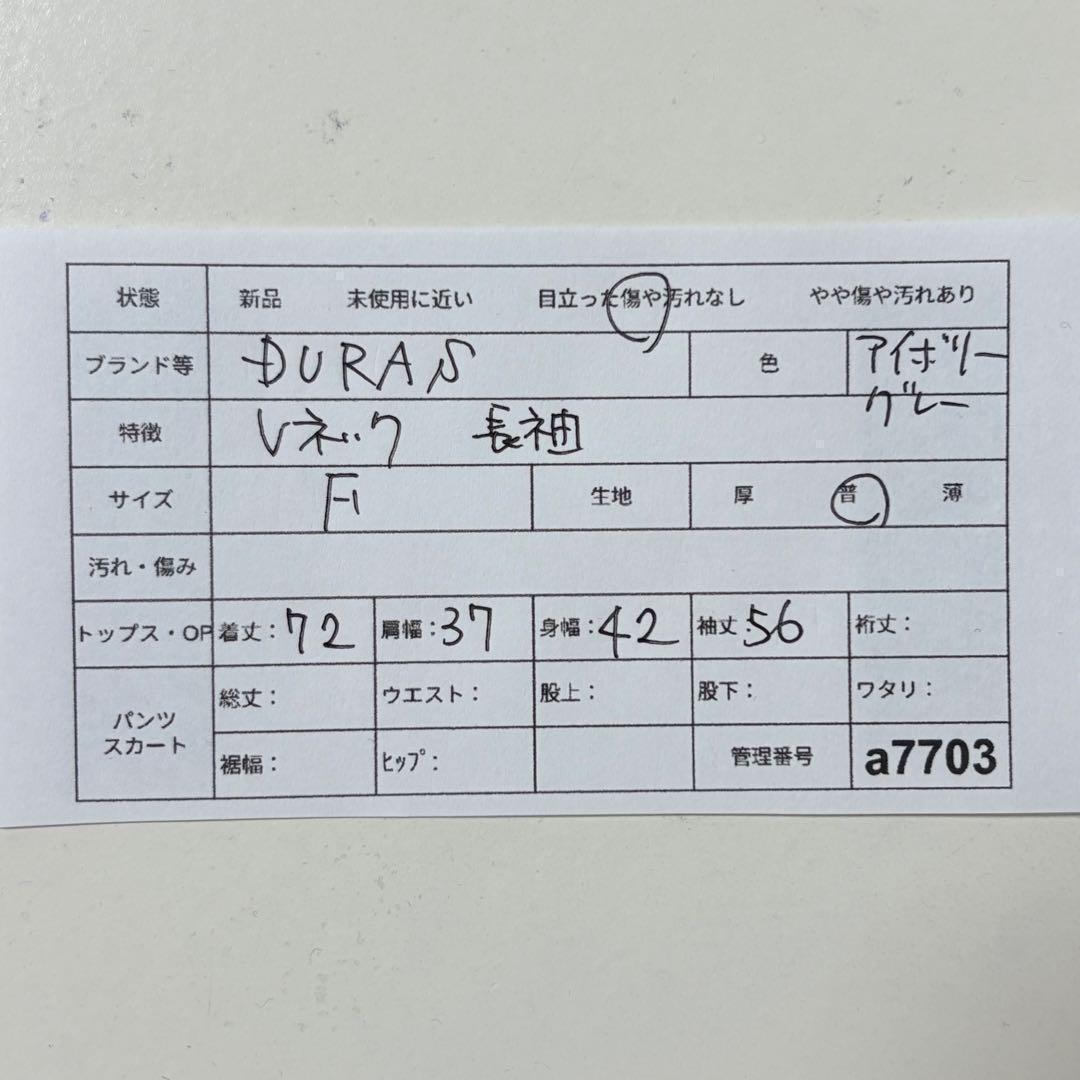 状態 新品 未使用に近い 目立った傷や汚れなし やや傷や汚れあり
ブランド等 DURAS 色 アイボリー
グレー
特徴 Vネック 長袖
サイズ F 生地 厚 普 薄
汚れ・傷み
トップス・OP 着丈:72 肩幅:37 身幅:42 袖丈:56 裄丈:
パンツ
スカート
総丈: ウエスト: 股上: 股下: ワタリ:
裾幅: ﾋｯﾌﾟ: 管理番号 a7703